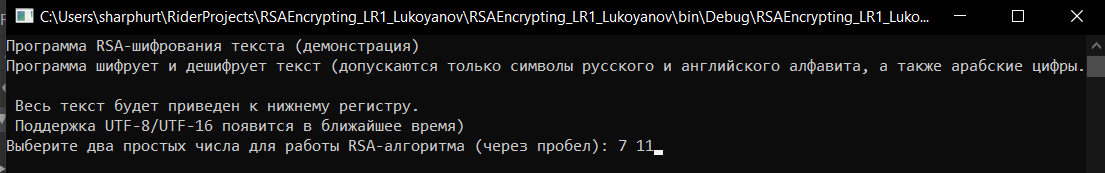 C:\Users\sharphurt\RiderProjects\RSAEncrypting_LR1_Lukoyanov\RSAEncrypting_LR1_Lukoyanov\bin\Debug\RSAEncrypting_LR1_Luko...
Программа RSA-шифрования текста (демонстрация)
Программа шифрует и дешифрует текст (допускаются только символы русского и английского алфавита, а также арабские цифры.
Весь текст будет приведен к нижнему регистру.
Поддержка UTF-8/UTF-16 появится в ближайшее время)
Выберите два простых числа для работы RSA-алгоритма (через пробел): 7 11